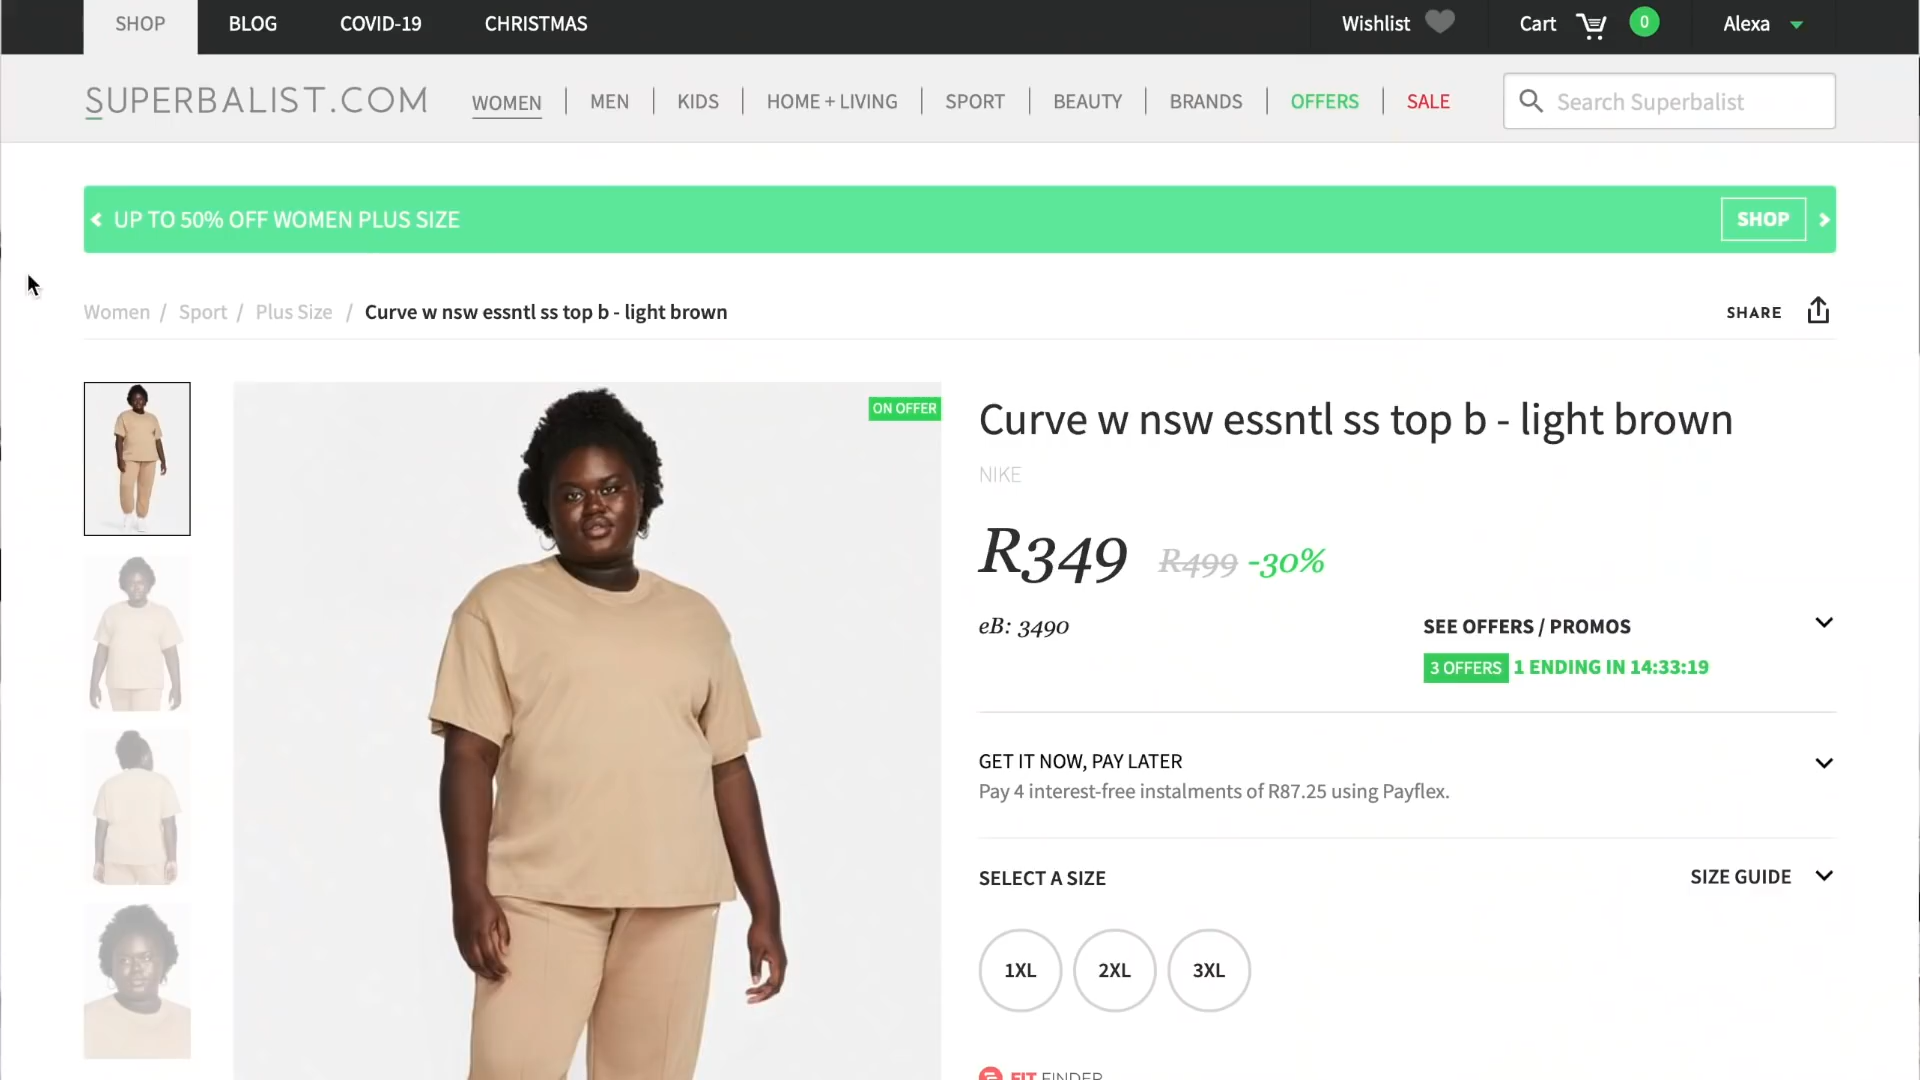 SHOP BLOG COVID-19 CHRISTMAS Wishlist Cart 0 Alexa
SUPERBALIST.COM WOMEN MEN KIDS HOME + LIVING SPORT BEAUTY BRANDS OFFERS SALE Search Superbalist
UP TO 50% OFF WOMEN PLUS SIZE SHOP
Women / Sport / Plus Size / Curve w nsw essntl ss top b - light brown SHARE
ON OFFER
Curve w nsw essntl ss top b - light brown
NIKE
R349 R499 -30%
eB: 3490
SEE OFFERS / PROMOS
3 OFFERS 1 ENDING IN 14:33:19
GET IT NOW, PAY LATER
Pay 4 interest-free instalments of R87.25 using Payflex.
SELECT A SIZE SIZE GUIDE
1XL 2XL 3XL
FIT FINDER